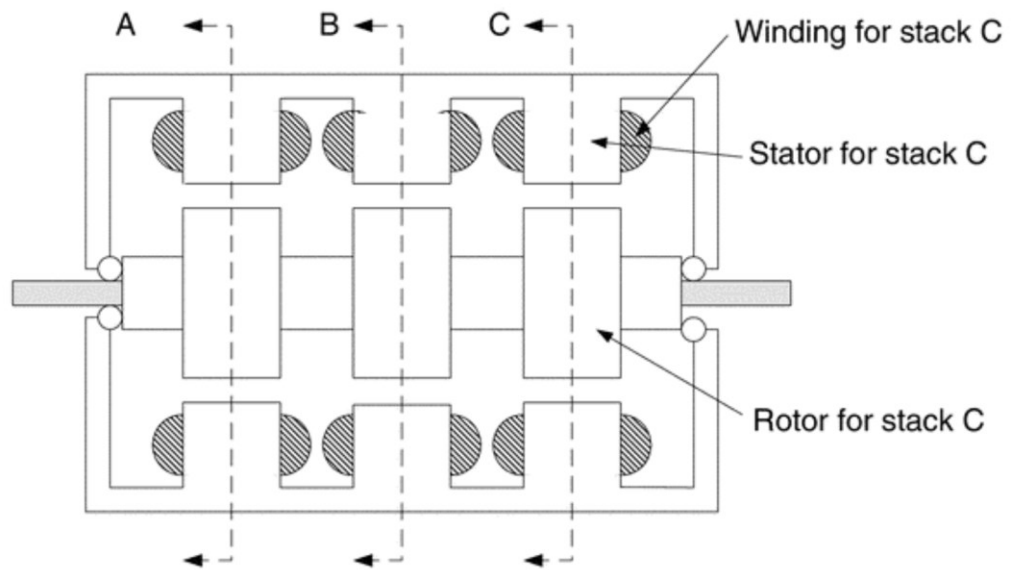 A
B
C
Winding for stack C
Stator for stack C
Rotor for stack C